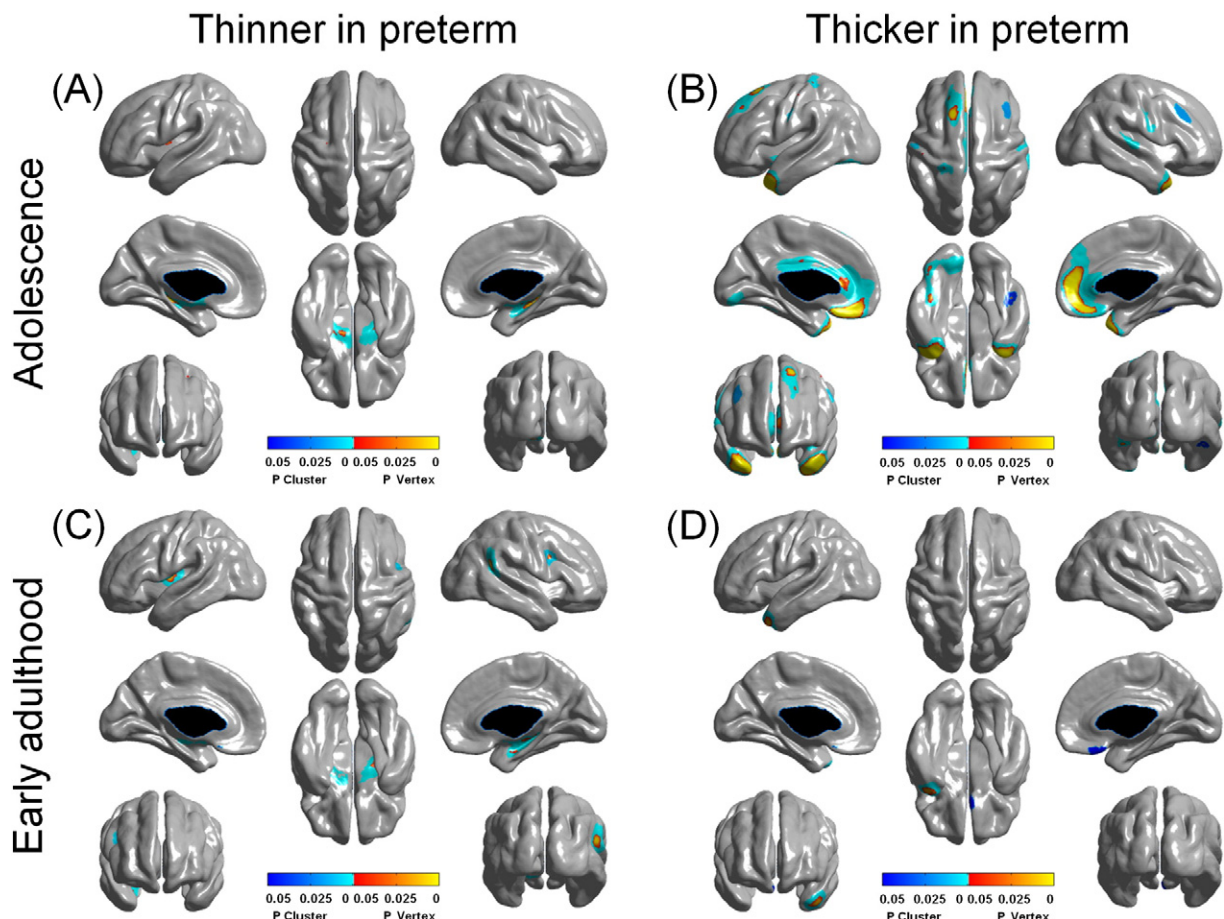 Thinner in preterm
Thicker in preterm
Adolescence
(A)
(B)
0.05 0.025 0 0.05 0.025 0
P Cluster P Vertex
0.05 0.025 0 0.05 0.025 0
P Cluster P Vertex
Early adulthood
(C)
(D)
0.05 0.025 0 0.05 0.025 0
P Cluster P Vertex
0.05 0.025 0 0.05 0.025 0
P Cluster P Vertex